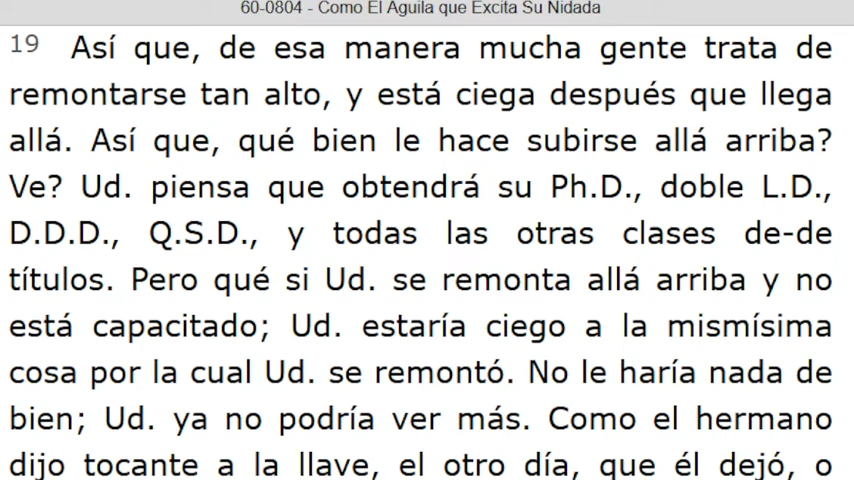 60-0804 - Como El Aguila que Excita Su Nidada
19 Así que, de esa manera mucha gente trata de
remontarse tan alto, y está ciega después que llega
allá. Así que, qué bien le hace subirse allá arriba?
Ve? Ud. piensa que obtendrá su Ph.D., doble L.D.,
D.D.D., Q.S.D., y todas las otras clases de-de
títulos. Pero qué si Ud. se remonta allá arriba y no
está capacitado; Ud. estaría ciego a la mismísima
cosa por la cual Ud. se remontó. No le haría nada de
bien; Ud. ya no podría ver más. Como el hermano
dijo tocante a la llave, el otro día, que él dejó, o